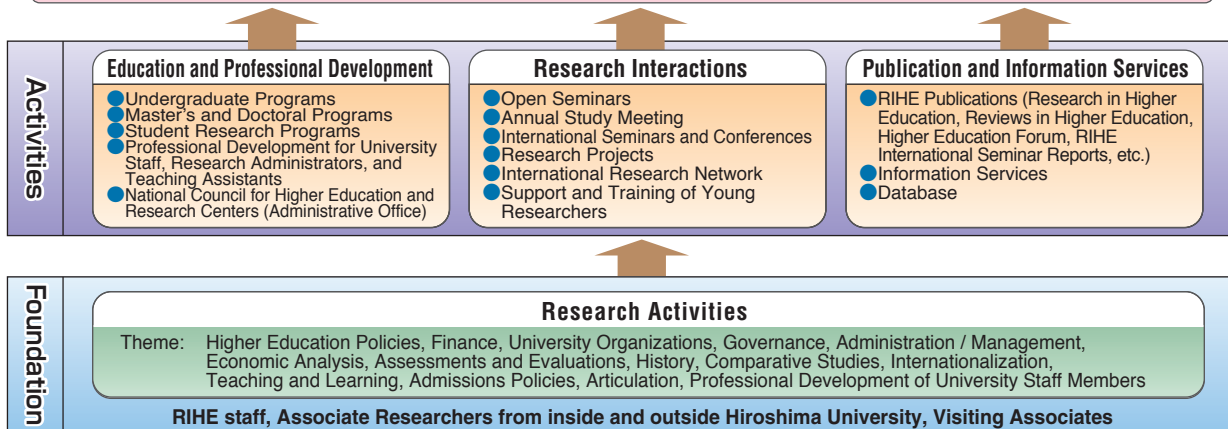 Activities
Education and Professional Development
●Undergraduate Programs
●Master's and Doctoral Programs
●Student Research Programs
●Professional Development for University
Staff, Research Administrators, and
Teaching Assistants
●National Council for Higher Education and
Research Centers (Administrative Office)
Research Interactions
●Open Seminars
●Annual Study Meeting
●International Seminars and Conferences
●Research Projects
●International Research Network
●Support and Training of Young
Researchers
Publication and Information Services
●RIHE Publications (Research in Higher
Education, Reviews in Higher Education,
Higher Education Forum, RIHE
International Seminar Reports, etc.)
●Information Services
●Database
Foundation
Research Activities
Theme: Higher Education Policies, Finance, University Organizations, Governance, Administration / Management,
Economic Analysis, Assessments and Evaluations, History, Comparative Studies, Internationalization,
Teaching and Learning, Admissions Policies, Articulation, Professional Development of University Staff Members
RIHE staff, Associate Researchers from inside and outside Hiroshima University, Visiting Associates